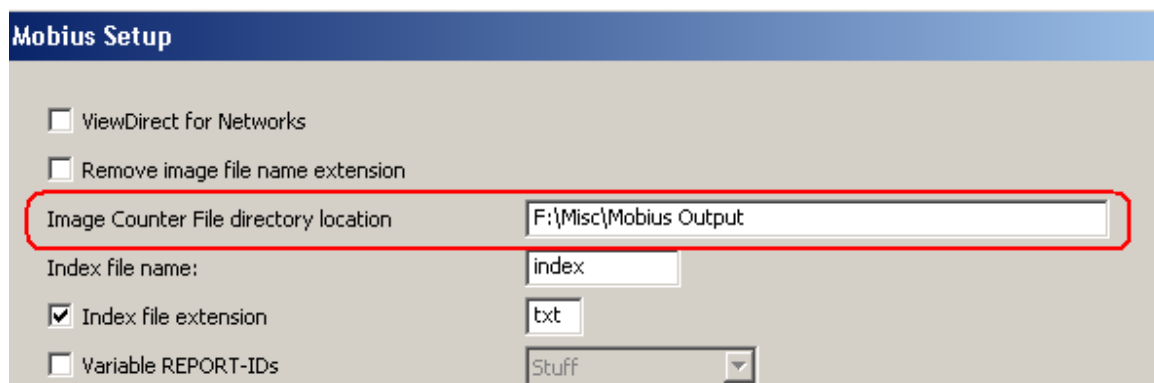 Mobius Setup
ViewDirect for Networks
Remove image file name extension
Image Counter File directory location F:\Misc\Mobius Output
Index file name: index
Index file extension txt
Variable REPORT-IDs Stuff